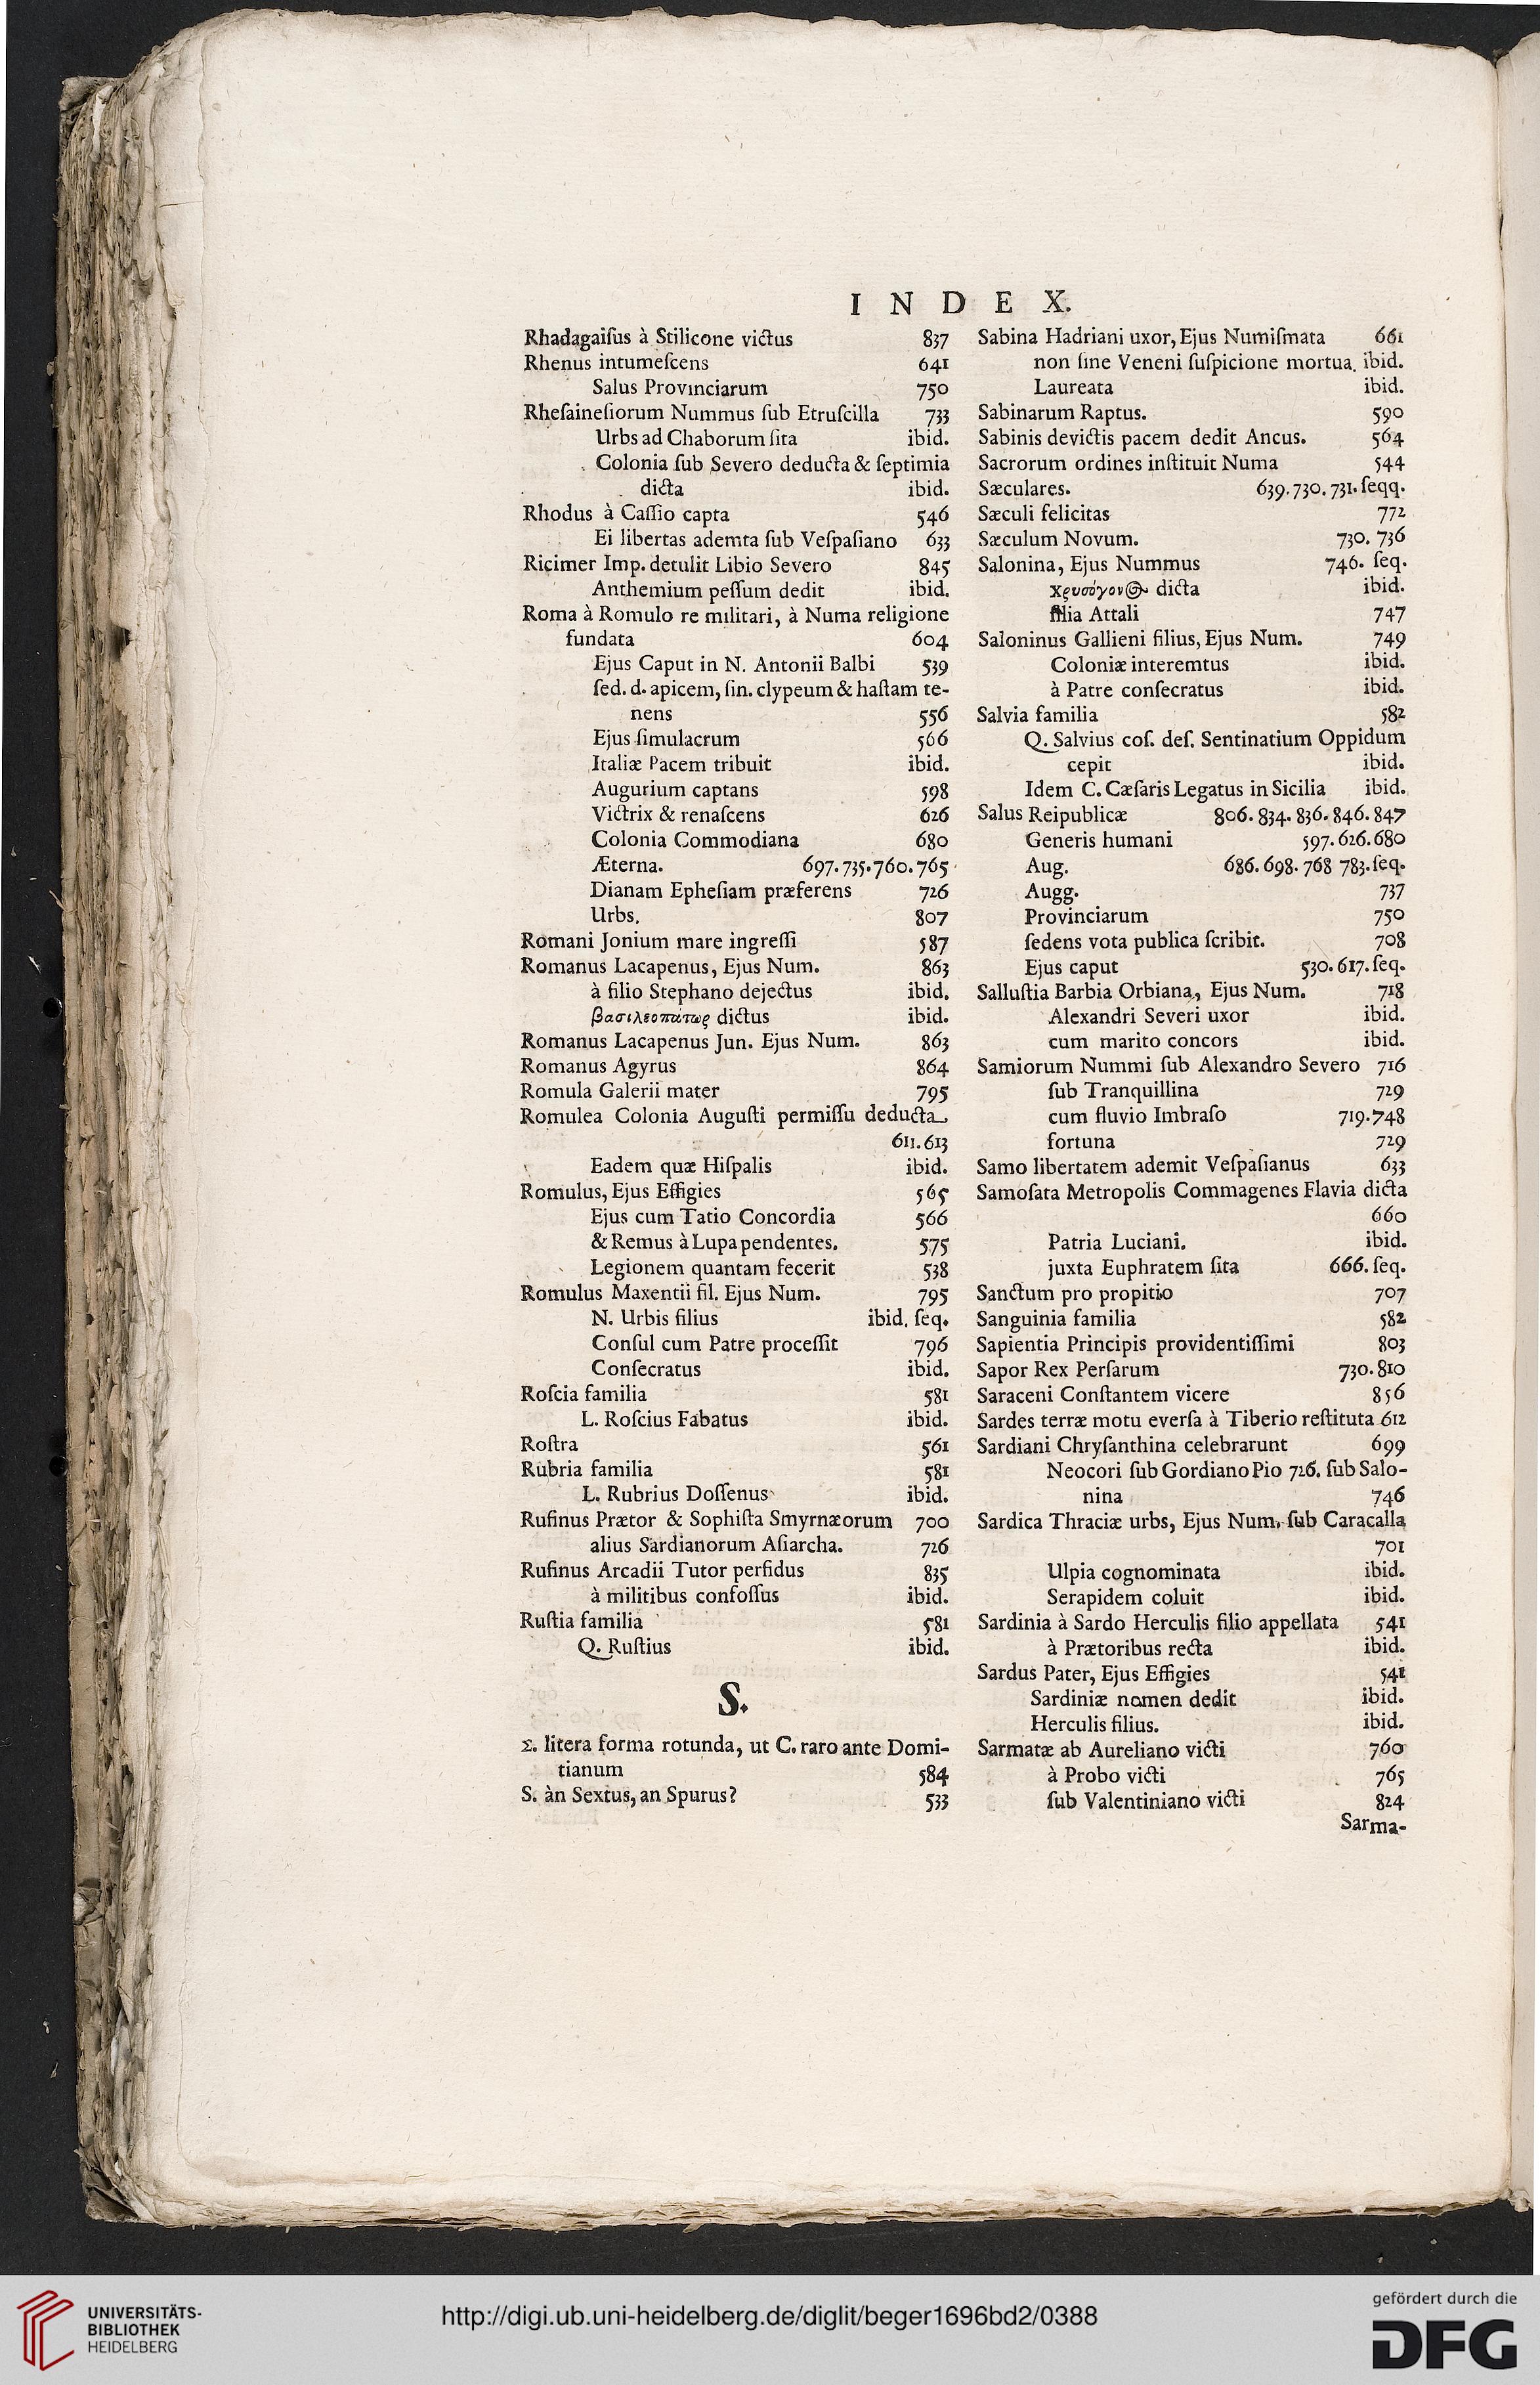 INDEX.
Rhadagaiſus à Stilicone victus 837
Rhenus intumeſcens 641
Salus Provinciarum 750
Rheſaineſiorum Nummus ſub Etruſcilla 733
Urbs ad Chaborum ſita ibid.
Colonia ſub Severo deducta & ſeptimia
dicta ibid.
Rhodus à Caſſio capta 546
Ei libertas ademta ſub Veſpaſiano 633
Ricimer Imp. detulit Libio Severo 845
Anthemium peſſum dedit ibid.
Roma à Romulo re militari, à Numa religione
fundata 604
Ejus Caput in N. Antonii Balbi 539
ſed. d. apicem, ſin. clypeum & haſtam te-
nens 556
Ejus ſimulacrum 566
Italiæ Pacem tribuit ibid.
Augurium captans 598
Victrix & renaſcens 626
Colonia Commodiana 680
Æterna. 697. 735. 760. 765
Dianam Epheſiam præferens 726
Urbs. 807
Romani Jonium mare ingreſſi 587
Romanus Lacapenus, Ejus Num. 863
à filio Stephano dejectus ibid.
βασιλεοπάτωρ dictus ibid.
Romanus Lacapenus Jun. Ejus Num. 863
Romanus Agyrus 864
Romula Galerii mater 795
Romulea Colonia Auguſti permiſſu deducta
611. 613
Eadem quæ Hiſpalis ibid.
Romulus, Ejus Effigies 565
Ejus cum Tatio Concordia 566
& Remus à Lupa pendentes. 575
Legionem quantam fecerit 538
Romulus Maxentii fil. Ejus Num. 795
N. Urbis filius ibid. ſeq.
Conſul cum Patre proceſſit 796
Conſecratus ibid.
Roſcia familia 581
L. Roſcius Fabatus ibid.
Roſtra 561
Rubria familia 581
L. Rubrius Doſſenus ibid.
Rufinus Prætor & Sophiſta Smyrnæorum 700
alius Sardianorum Aſiarcha. 726
Rufinus Arcadii Tutor perfidus 835
à militibus confoſſus ibid.
Ruſtia familia 581
Q. Ruſtius ibid.
S.
Σ. litera forma rotunda, ut C. raro ante Domi-
tianum 584
S. àn Sextus, an Spurus? 533
Sabina Hadriani uxor, Ejus Numiſmata 661
non ſine Veneni ſuſpicione mortua. ibid.
Laureata ibid.
Sabinarum Raptus. 590
Sabinis devictis pacem dedit Ancus. 564
Sacrorum ordines inſtituit Numa 544
Sæculares. 639. 730. 731. ſeqq.
Sæculi felicitas 772
Sæculum Novum. 730. 736
Salonina, Ejus Nummus 746. ſeq.
χρυσόγονος dicta ibid.
filia Attali 747
Saloninus Gallieni filius, Ejus Num. 749
Coloniæ interemtus ibid.
à Patre conſecratus ibid.
Salvia familia 582
Q. Salvius coſ. deſ. Sentinatium Oppidum
cepit ibid.
Idem C. Cæſaris Legatus in Sicilia ibid.
Salus Reipublicæ 806. 834. 836. 846. 847
Generis humani 597. 626. 680
Aug. 686. 698. 768 783. ſeq.
Augg. 737
Provinciarum 750
ſedens vota publica ſcribit. 708
Ejus caput 530. 617. ſeq.
Salluſtia Barbia Orbiana, Ejus Num. 718
Alexandri Severi uxor ibid.
cum marito concors ibid.
Samiorum Nummi ſub Alexandro Severo 716
ſub Tranquillina 729
cum fluvio Imbraſo 719. 748
fortuna 729
Samo libertatem ademit Veſpaſianus 633
Samoſata Metropolis Commagenes Flavia dicta
660
Patria Luciani. ibid.
juxta Euphratem ſita 666. ſeq.
Sanctum pro propitio 707
Sanguinia familia 582
Sapientia Principis providentiſſimi 803
Sapor Rex Perſarum 730. 810
Saraceni Conſtantem vicere 856
Sardes terræ motu everſa à Tiberio reſtituta 612
Sardiani Chryſanthina celebrarunt 699
Neocori ſub Gordiano Pio 726. ſub Salo-
nina 746
Sardica Thraciæ urbs, Ejus Num. ſub Caracalla
701
Ulpia cognominata ibid.
Serapidem coluit ibid.
Sardinia à Sardo Herculis filio appellata 541
à Prætoribus recta ibid.
Sardus Pater, Ejus Effigies 541
Sardiniæ nomen dedit ibid.
Herculis filius. ibid.
Sarmatæ ab Aureliano victi 760
à Probo victi 765
ſub Valentiniano victi 824
Sarma-
UNIVERSITÄTS-
BIBLIOTHEK
HEIDELBERG
http://digi.ub.uni-heidelberg.de/diglit/beger1696bd2/0388
gefördert durch die
DFG